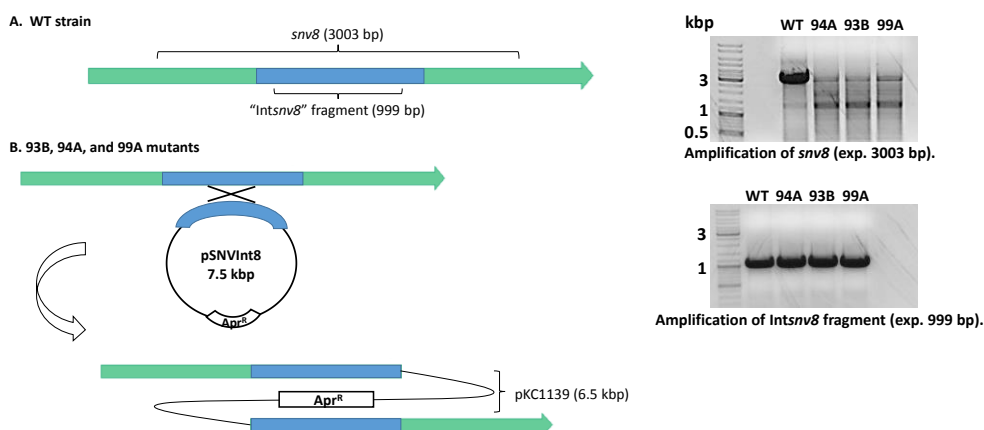 A. WT strain
snv8 (3003 bp)
“Intsnv8” fragment (999 bp)
B. 93B, 94A, and 99A mutants
pSNVInt8
7.5 kbp
AprR
AprR
pKC1139 (6.5 kbp)
kbp
WT 94A 93B 99A
3
1
0.5
Amplification of snv8 (exp. 3003 bp).
WT 94A 93B 99A
3
1
Amplification of Intsnv8 fragment (exp. 999 bp).